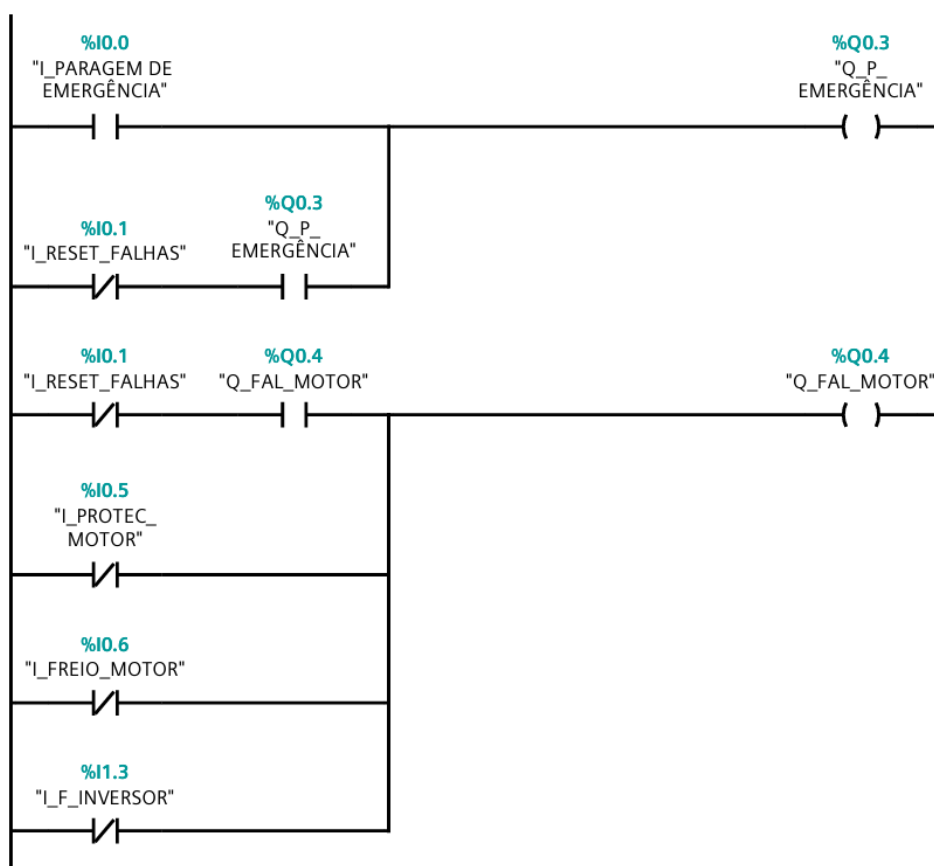 %I0.0
"I_PARAGEM DE
EMERGÊNCIA"
%Q0.3
"Q_P_
EMERGÊNCIA"
%I0.1
"I_RESET_FALHAS"
%Q0.3
"Q_P_
EMERGÊNCIA"
%I0.1
"I_RESET_FALHAS"
%Q0.4
"Q_FAL_MOTOR"
%Q0.4
"Q_FAL_MOTOR"
%I0.5
"I_PROTEC_
MOTOR"
%I0.6
"I_FREIO_MOTOR"
%I1.3
"I_F_INVERSOR"